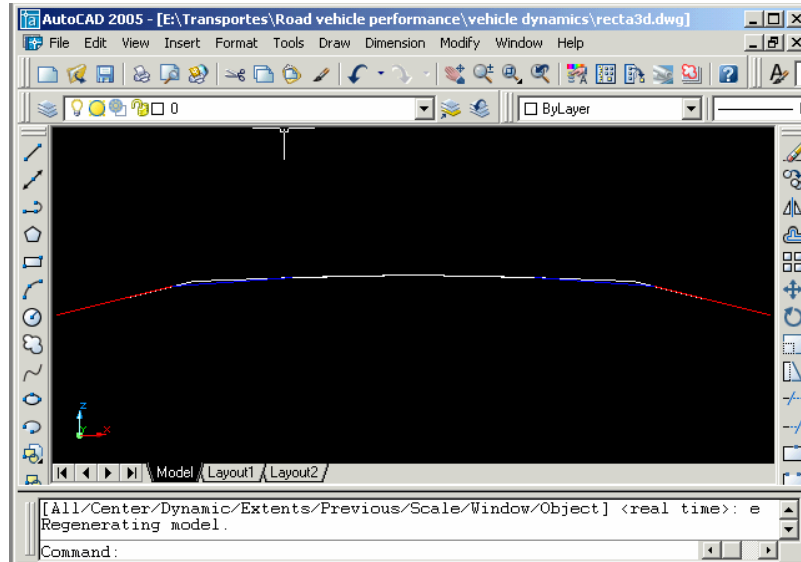 AutoCAD 2005 - [E:\Transportes\Road vehicle performance\vehicle dynamics\recta3d.dwg]
File Edit View Insert Format Tools Draw Dimension Modify Window Help
0
ByLayer
Z
Y
X
Model Layout1 Layout2
[All/Center/Dynamic/Extents/Previous/Scale/Window/Object] <real time>: e
Regenerating model.
Command: